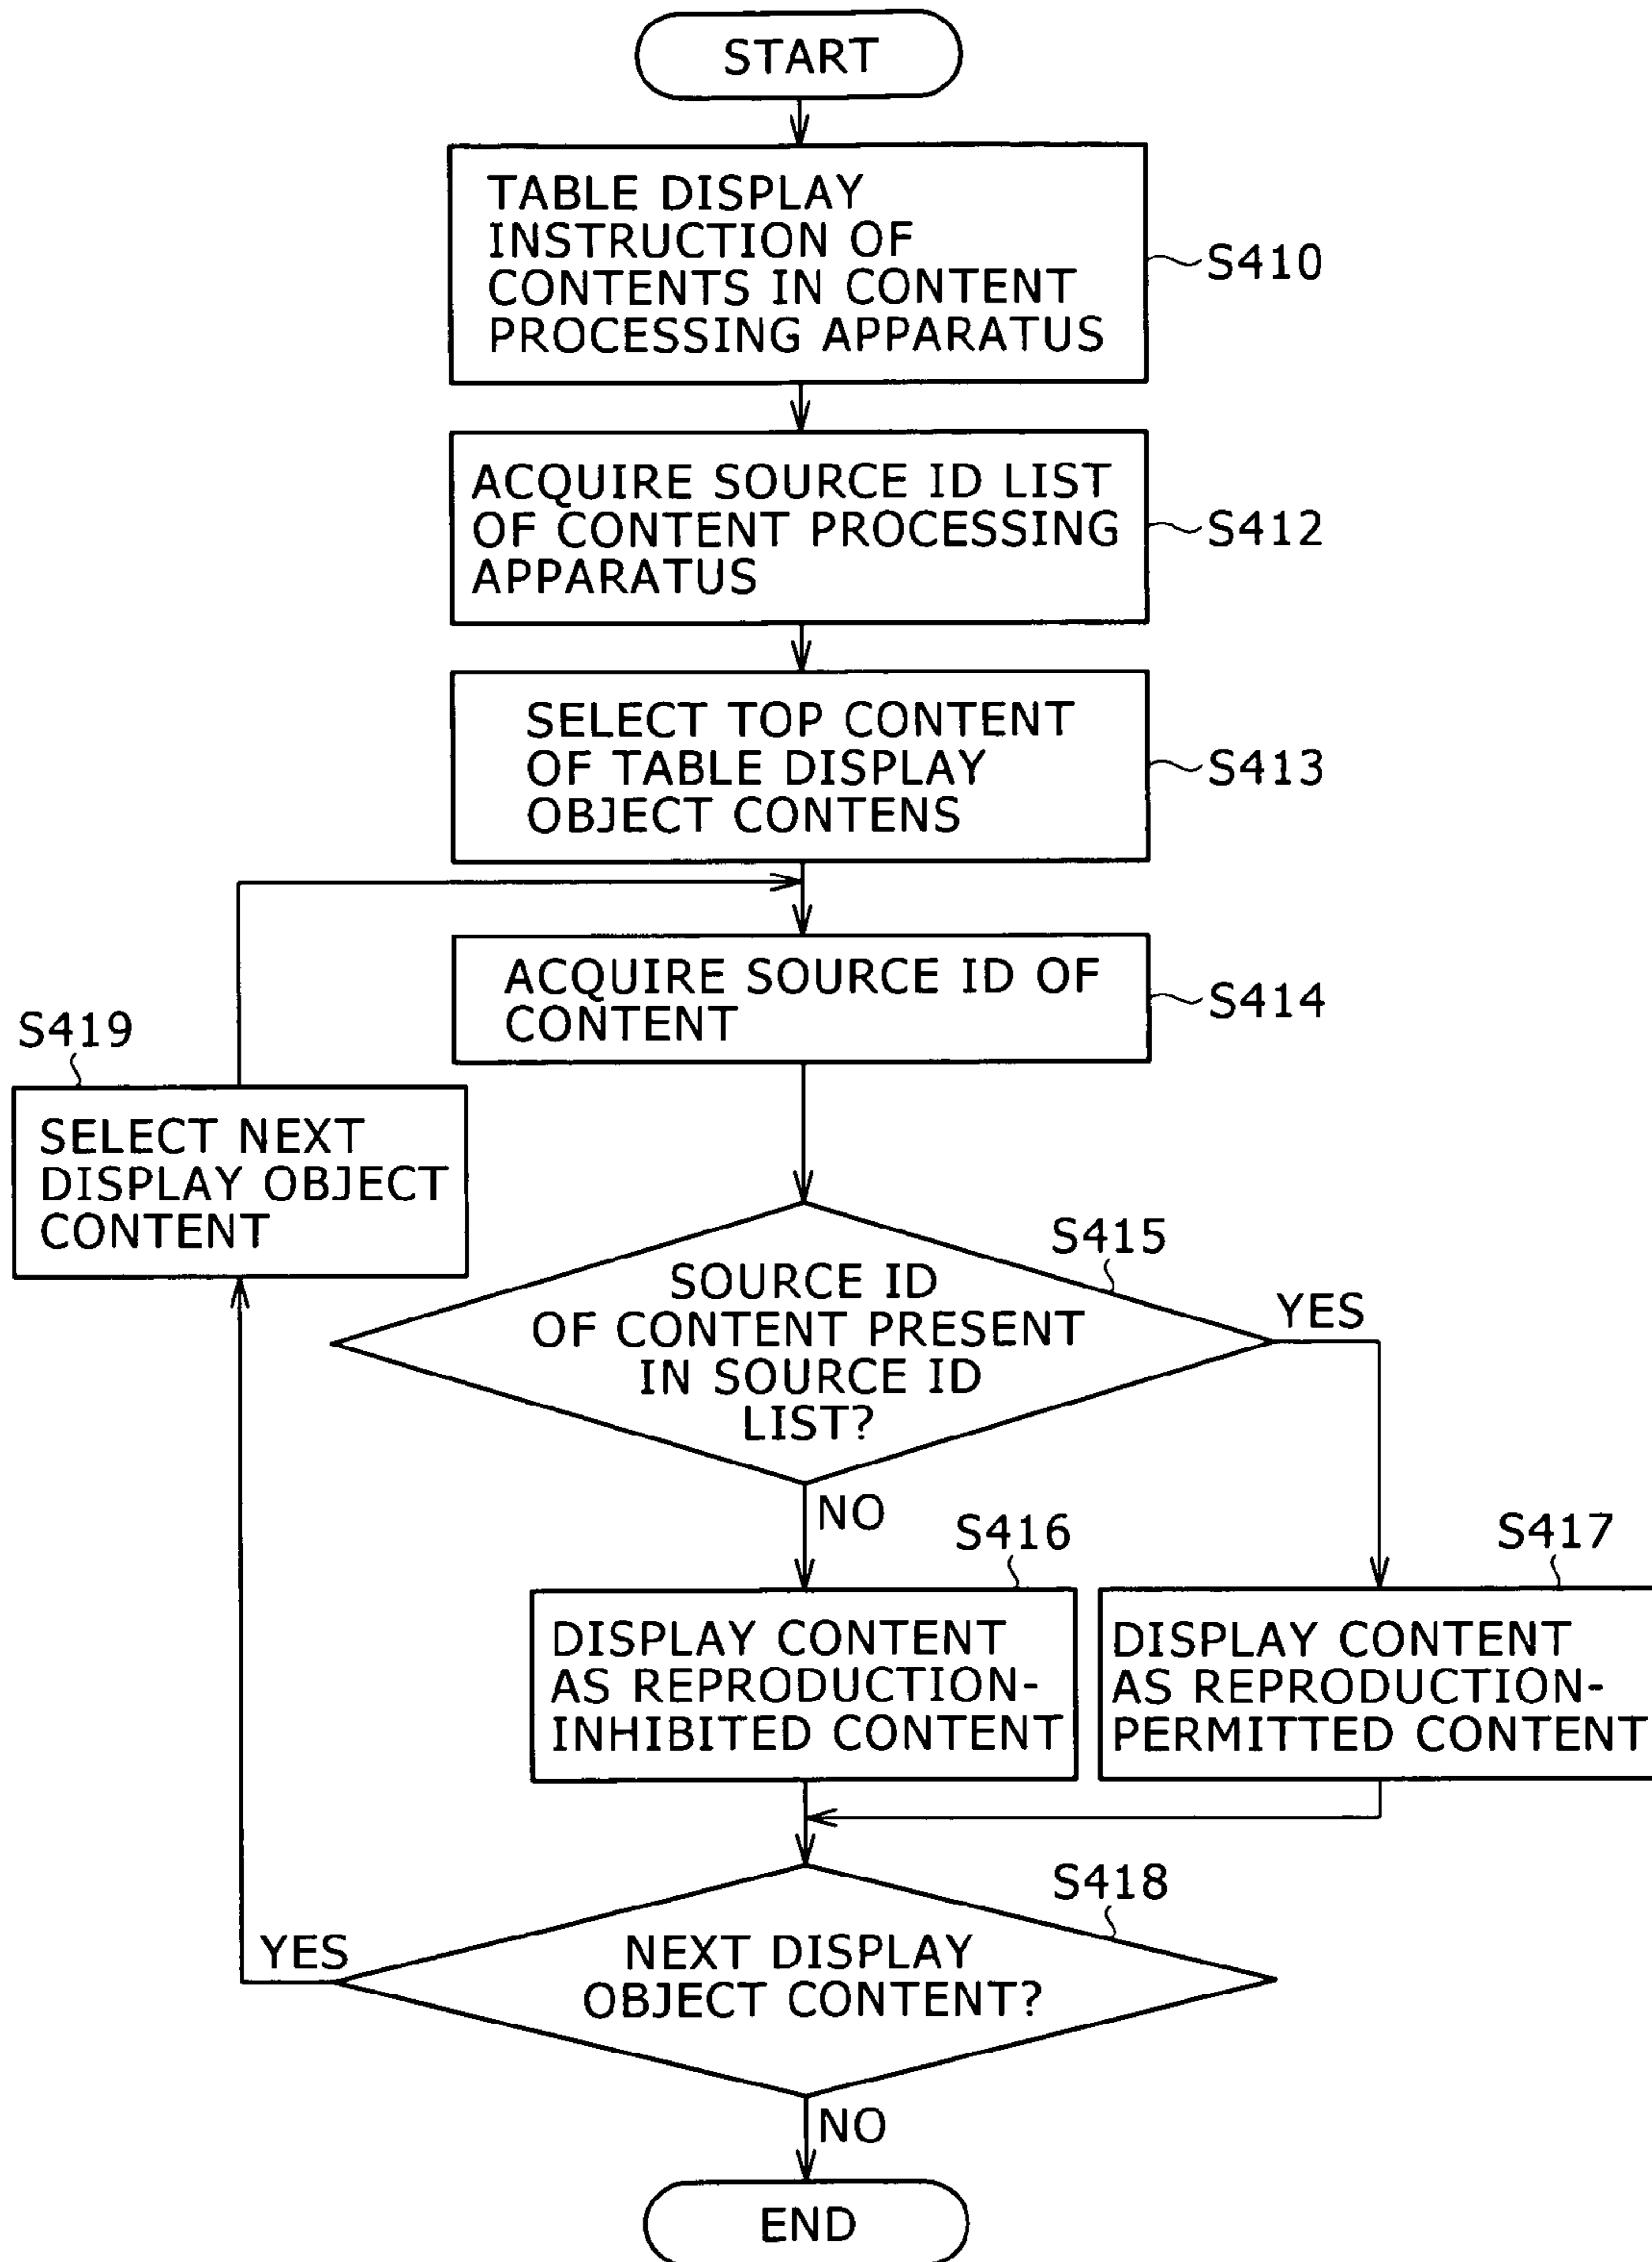 START
TABLE DISPLAY
INSTRUCTION OF
CONTENTS IN CONTENT
PROCESSING APPARATUS
S410
ACQUIRE SOURCE ID LIST
OF CONTENT PROCESSING
APPARATUS
S412
SELECT TOP CONTENT
OF TABLE DISPLAY
OBJECT CONTENS
S413
ACQUIRE SOURCE ID OF
CONTENT
S414
S419
SELECT NEXT
DISPLAY OBJECT
CONTENT
S415
SOURCE ID
OF CONTENT PRESENT
IN SOURCE ID
LIST?
YES
NO
S416
DISPLAY CONTENT
AS REPRODUCTION-
INHIBITED CONTENT
S417
DISPLAY CONTENT
AS REPRODUCTION-
PERMITTED CONTENT
S418
NEXT DISPLAY
OBJECT CONTENT?
YES
NO
END